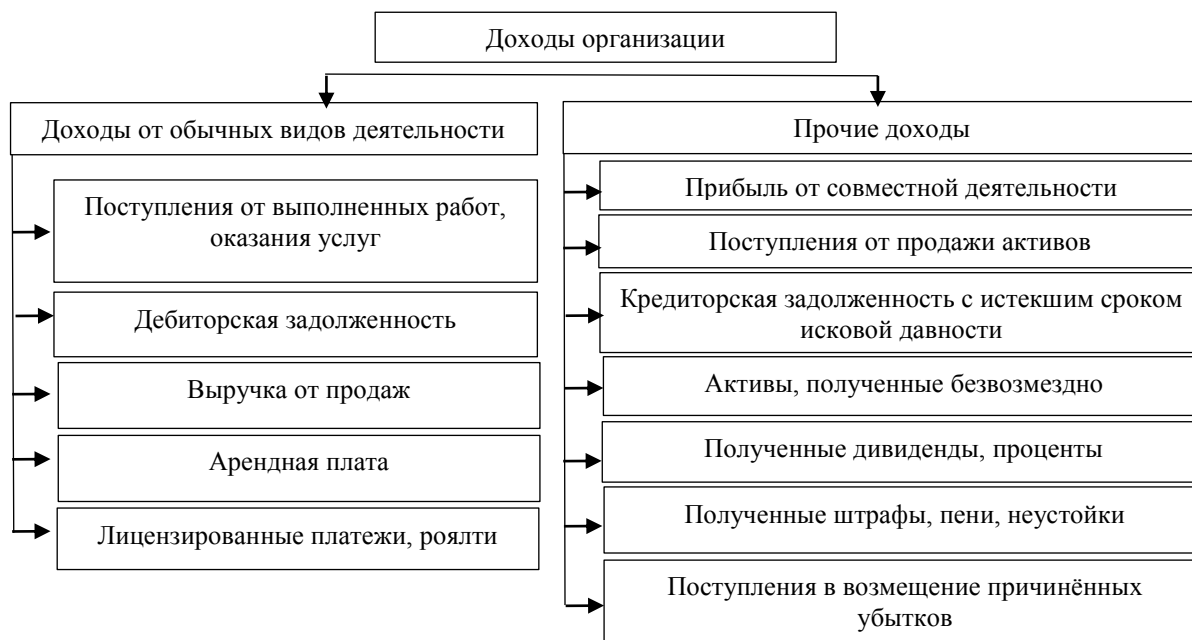 Доходы организации
Доходы от обычных видов деятельности
Поступления от выполненных работ,
оказания услуг
Дебиторская задолженность
Выручка от продаж
Арендная плата
Лицензированные платежи, роялти
Прочие доходы
Прибыль от совместной деятельности
Поступления от продажи активов
Кредиторская задолженность с истекшим сроком
исковой давности
Активы, полученные безвозмездно
Полученные дивиденды, проценты
Полученные штрафы, пени, неустойки
Поступления в возмещение причинённых
убытков